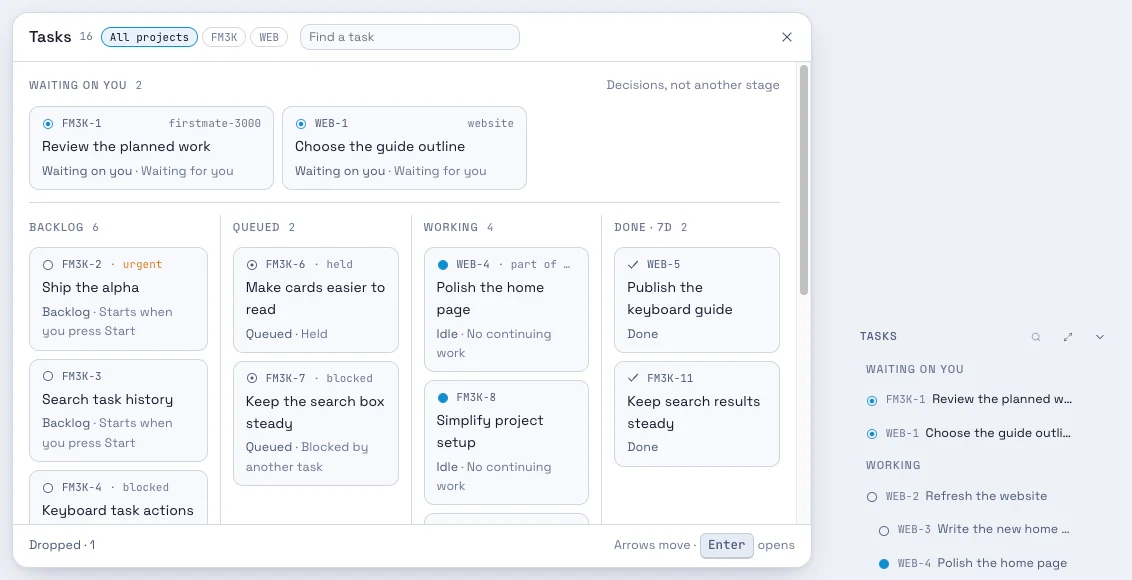 Tasks 16 All projects FM3K WEB Find a task
WAITING ON YOU 2 Decisions, not another stage
FM3K-1 firstmate-3000
Review the planned work
Waiting on you · Waiting for you
WEB-1 website
Choose the guide outline
Waiting on you · Waiting for you
BACKLOG 6
FM3K-2 · urgent
Ship the alpha
Backlog · Starts when
you press Start
FM3K-3
Search task history
Backlog · Starts when
you press Start
FM3K-4 · blocked
Keyboard task actions
QUEUED 2
FM3K-6 · held
Make cards easier to
read
Queued · Held
FM3K-7 · blocked
Keep the search box
steady
Queued · Blocked by
another task
WORKING 4
WEB-4 · part of …
Polish the home
page
Idle · No continuing
work
FM3K-8
Simplify project
setup
Idle · No continuing
work
DONE · 7D 2
WEB-5
Publish the
keyboard guide
Done
FM3K-11
Keep search results
steady
Done
Dropped · 1
Arrows move · Enter opens
TASKS
WAITING ON YOU
FM3K-1 Review the planned w…
WEB-1 Choose the guide outli…
WORKING
WEB-2 Refresh the website
WEB-3 Write the new home …
WEB-4 Polish the home page